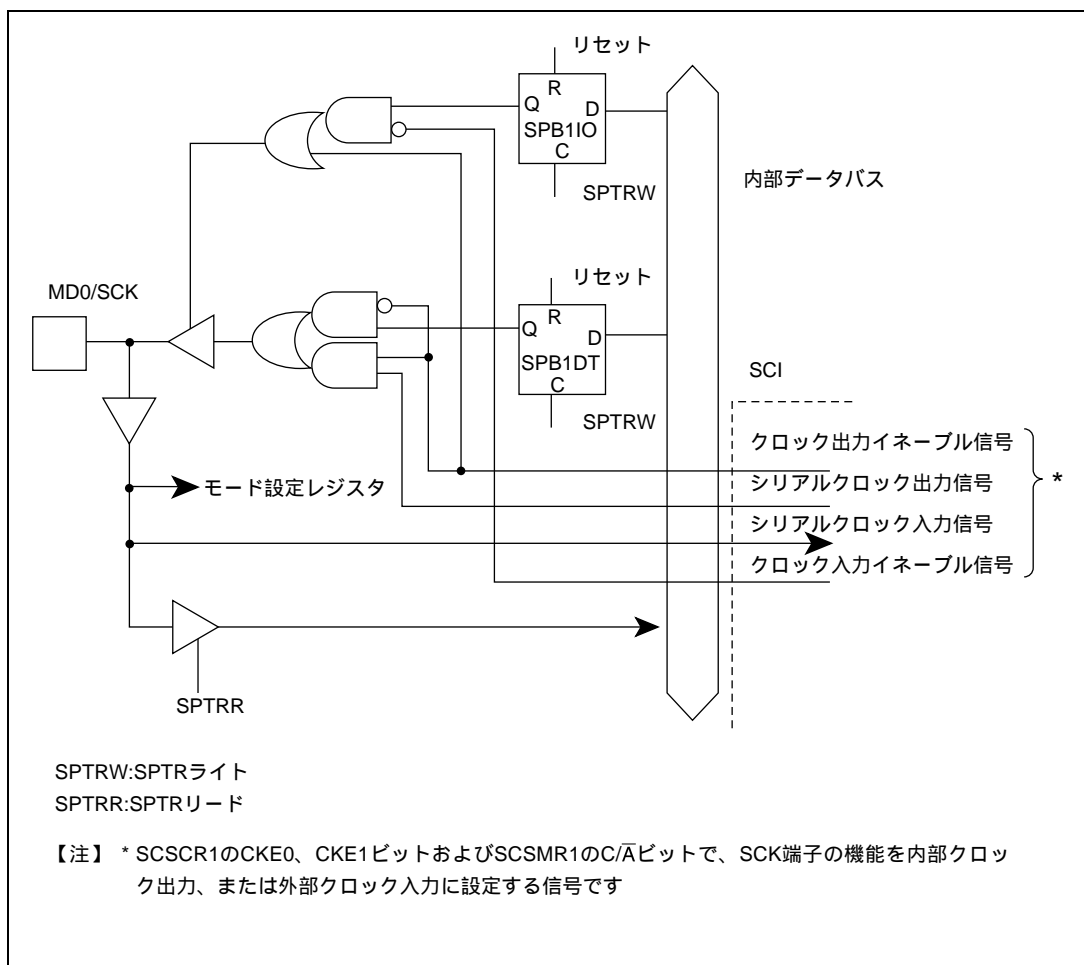 リセット
R
Q
D
SPB1IO
C
SPTRW
内部データバス
リセット
MD0/SCK
R
Q
D
SPB1DT
C
SCI
SPTRW
クロック出力イネーブル信号
シリアルクロック出力信号
*
モード設定レジスタ
シリアルクロック入力信号
クロック入力イネーブル信号
SPTRR
SPTRW:SPTRライト
SPTRR:SPTRリード
【注】 * SCSCR1のCKE0、CKE1ビットおよびSCSMR1のC/A̅ビットで、SCK端子の機能を内部クロッ
ク出力、または外部クロック入力に設定する信号です